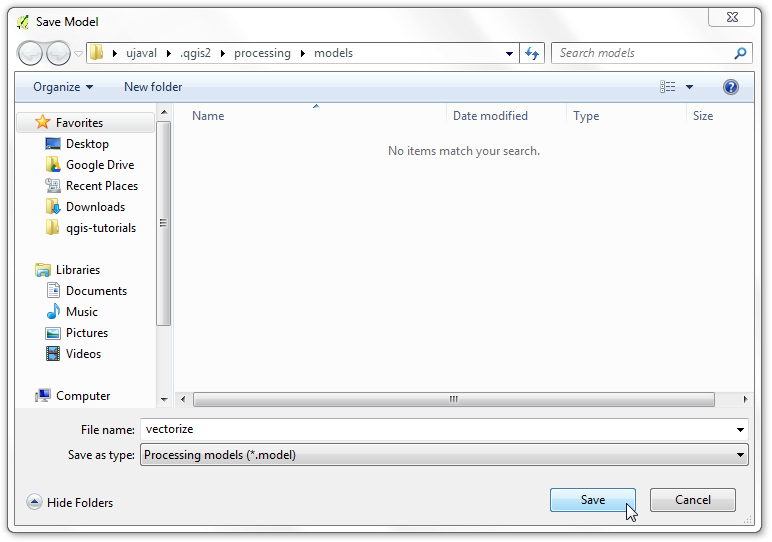 Save Model
ujaval .qgis2 processing models
Search models
Organize New folder
Name Date modified Type Size
No items match your search.
Favorites
Desktop
Google Drive
Recent Places
Downloads
qgis-tutorials
Libraries
Documents
Music
Pictures
Videos
Computer
File name: vectorize
Save as type: Processing models (*.model)
Hide Folders
Save Cancel